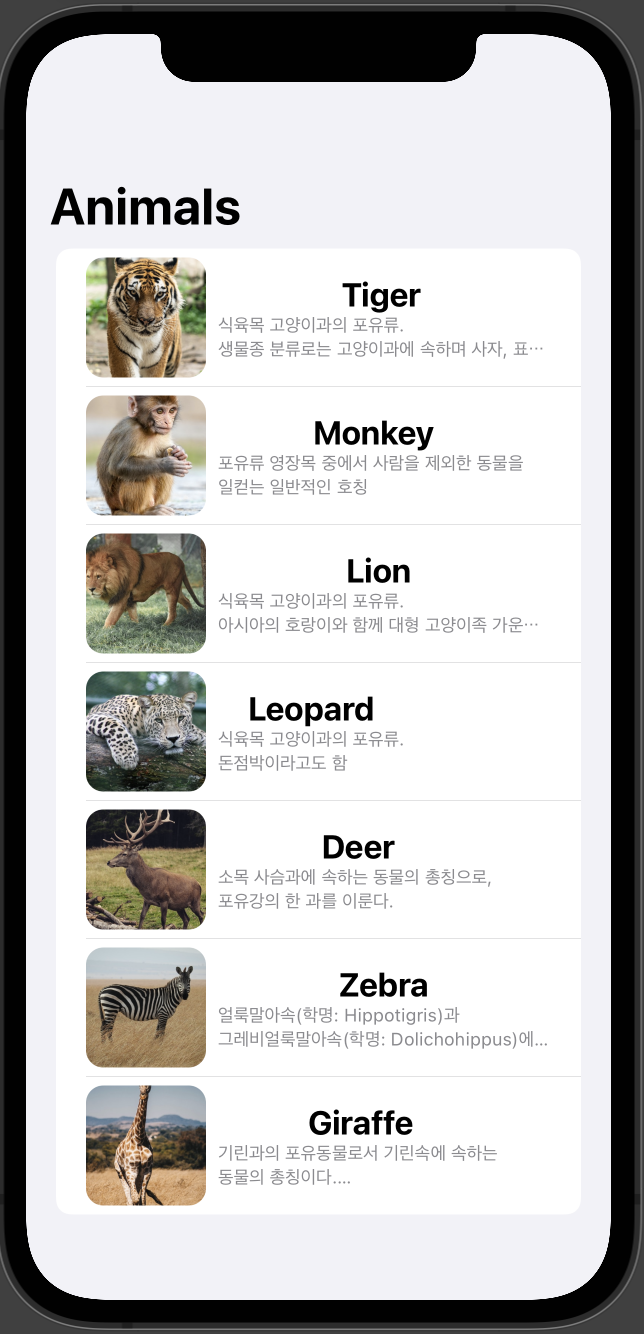 Animals
Tiger
식육목 고양이과의 포유류.
생물종 분류로는 고양이과에 속하며 사자, 표…
Monkey
포유류 영장목 중에서 사람을 제외한 동물을
일컫는 일반적인 호칭
Lion
식육목 고양이과의 포유류.
아시아의 호랑이와 함께 대형 고양이족 가운…
Leopard
식육목 고양이과의 포유류.
돈점박이라고도 함
Deer
소목 사슴과에 속하는 동물의 총칭으로,
포유강의 한 과를 이룬다.
Zebra
얼룩말아속(학명: Hippotigris)과
그레비얼룩말아속(학명: Dolichohippus)에...
Giraffe
기린과의 포유동물로서 기린속에 속하는
동물의 총칭이다....